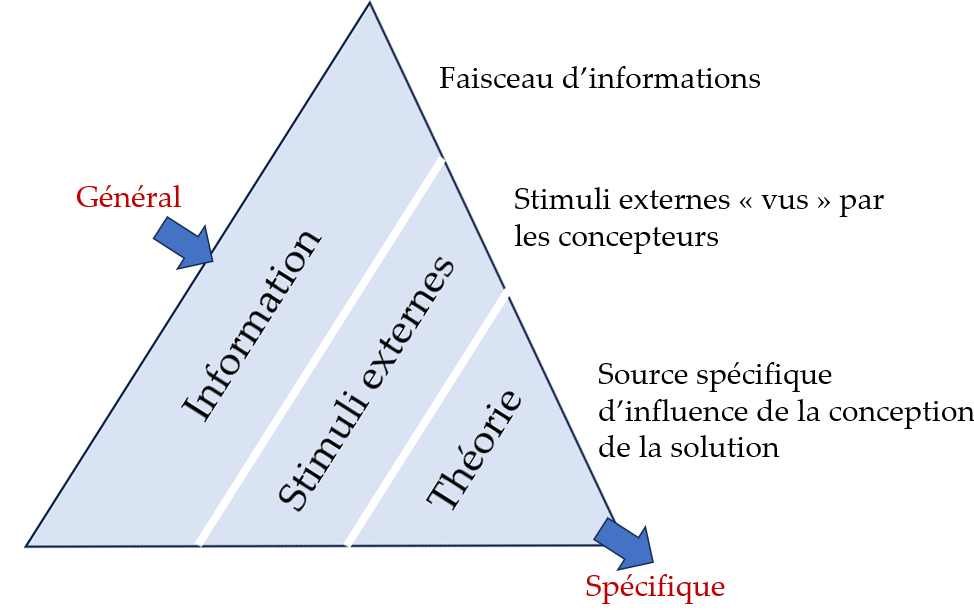 Faisceau d’informations
Général
Stimuli externes « vus » par
les concepteurs
Information
Stimuli externes
Théorie
Source spécifique
d’influence de la conception
de la solution
Spécifique